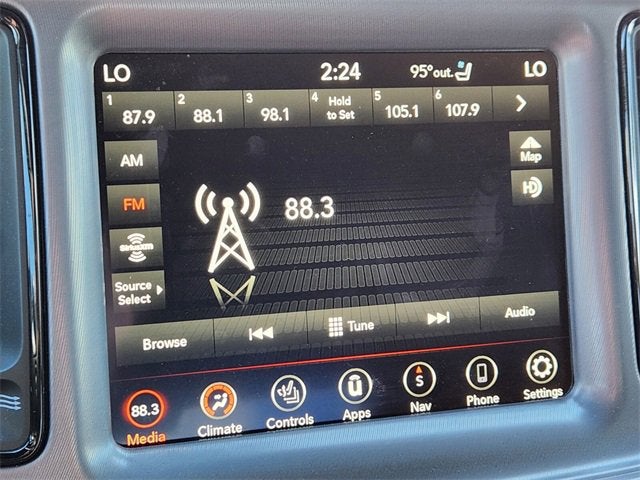 LO 2:24 95° out. LO
1 87.9 2 88.1 3 98.1 4 Hold to Set 5 105.1 6 107.9
AM
Map
FM
HD
88.3
SiriusXM
Source
Select
Browse
Tune
Audio
88.3
S
Media
Climate
Controls
Apps
Nav
Phone
Settings